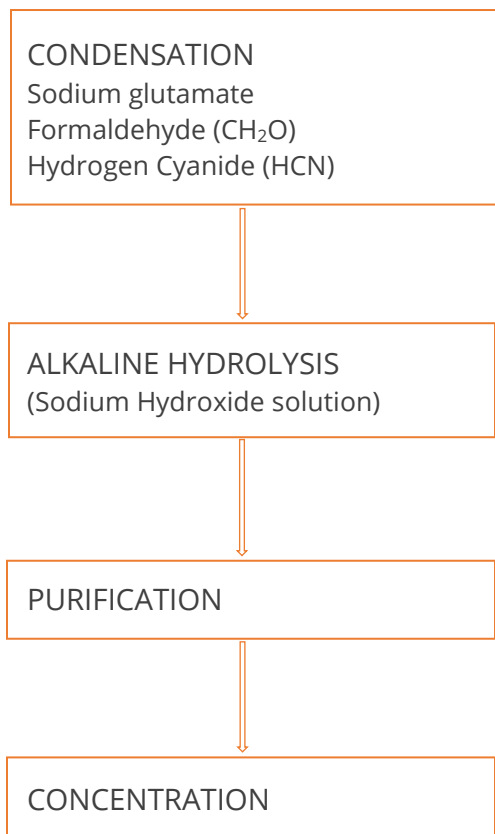 CONDENSATION
Sodium glutamate
Formaldehyde (CH₂O)
Hydrogen Cyanide (HCN)
ALKALINE HYDROLYSIS
(Sodium Hydroxide solution)
PURIFICATION
CONCENTRATION